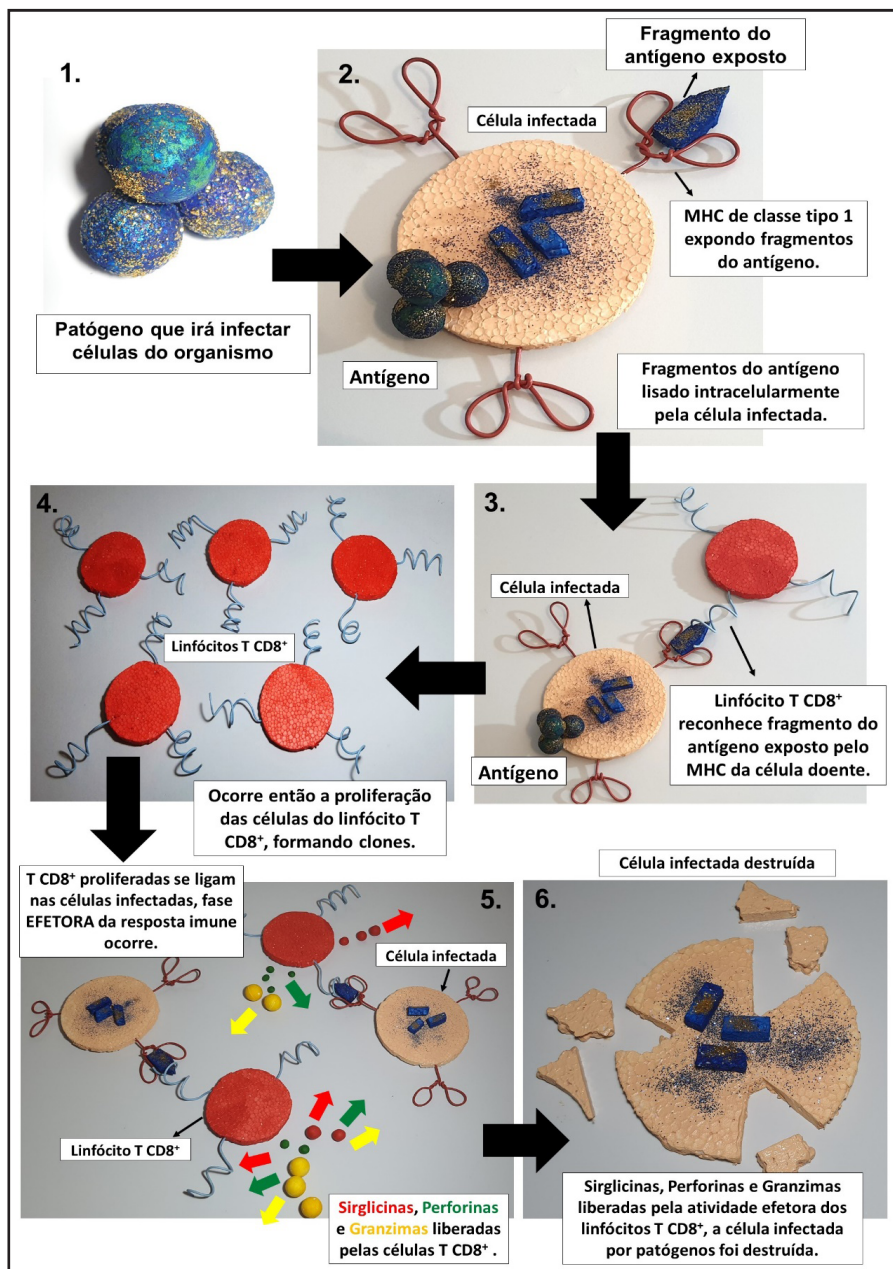 1.
Patógeno que irá infectar
células do organismo
2.
Fragmento do
antígeno exposto
Célula infectada
MHC de classe tipo 1
expondo fragmentos
do antígeno.
Antígeno
Fragmentos do antígeno
lisado intracelularmente
pela célula infectada.
3.
Célula infectada
Antígeno
Linfócito T CD8⁺
reconhece fragmento do
antígeno exposto pelo
MHC da célula doente.
4.
Linfócitos T CD8⁺
Ocorre então a proliferação
das células do linfócito T
CD8⁺, formando clones.
T CD8⁺ proliferadas se ligam
nas células infectadas, fase
EFETORA da resposta imune
ocorre.
5.
Célula infectada
Linfócito T CD8⁺
Sirglicinas, Perforinas
e Granzimas liberadas
pelas células T CD8⁺ .
Célula infectada destruída
6.
Sirglicinas, Perforinas e Granzimas
liberadas pela atividade efetora dos
linfócitos T CD8⁺, a célula infectada
por patógenos foi destruída.